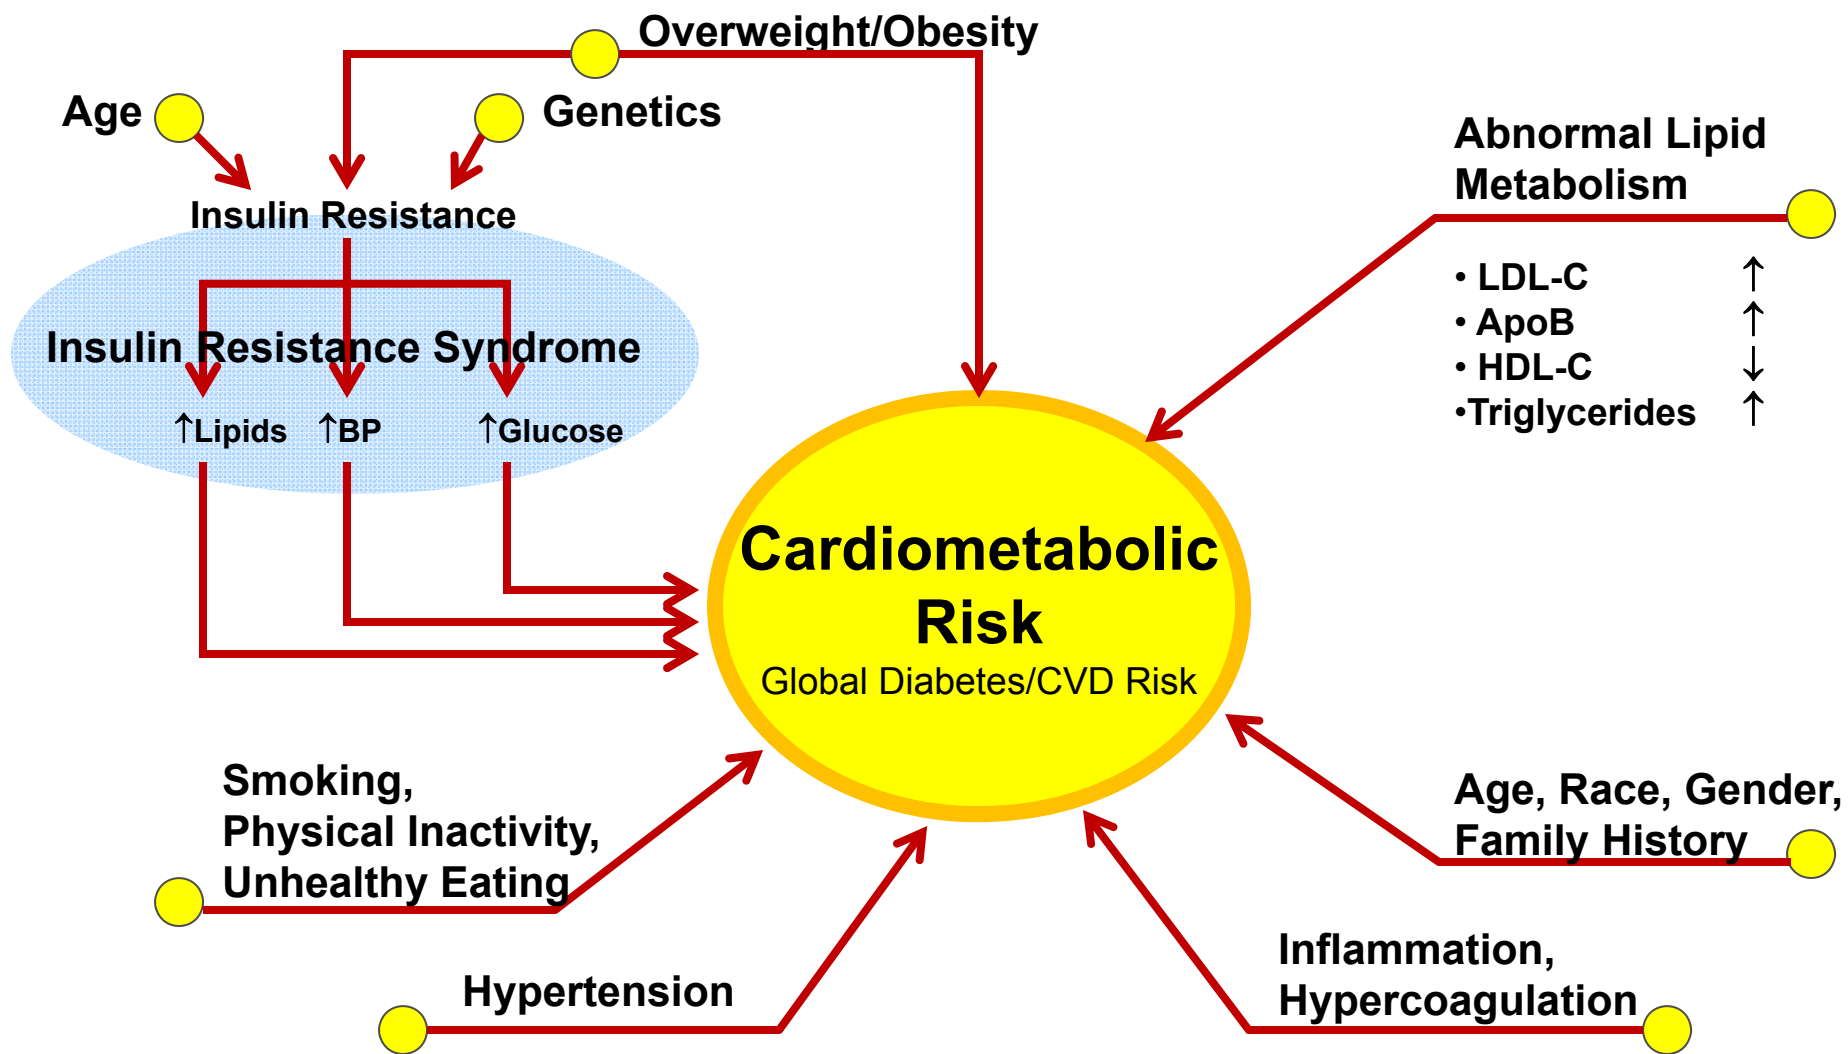 Overweight/Obesity
Age
Genetics
Insulin Resistance
Insulin Resistance Syndrome
↑Lipids ↑BP ↑Glucose
Abnormal Lipid
Metabolism
• LDL-C ↑
• ApoB ↑
• HDL-C ↓
•Triglycerides ↑
Cardiometabolic
Risk
Global Diabetes/CVD Risk
Smoking,
Physical Inactivity,
Unhealthy Eating
Age, Race, Gender,
Family History
Hypertension
Inflammation,
Hypercoagulation